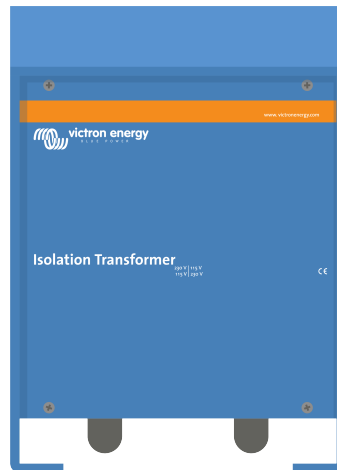 www.victronenergy.com
victron energy
BLUE POWER
Isolation Transformer
230 V | 115 V
115 V | 230 V
CE